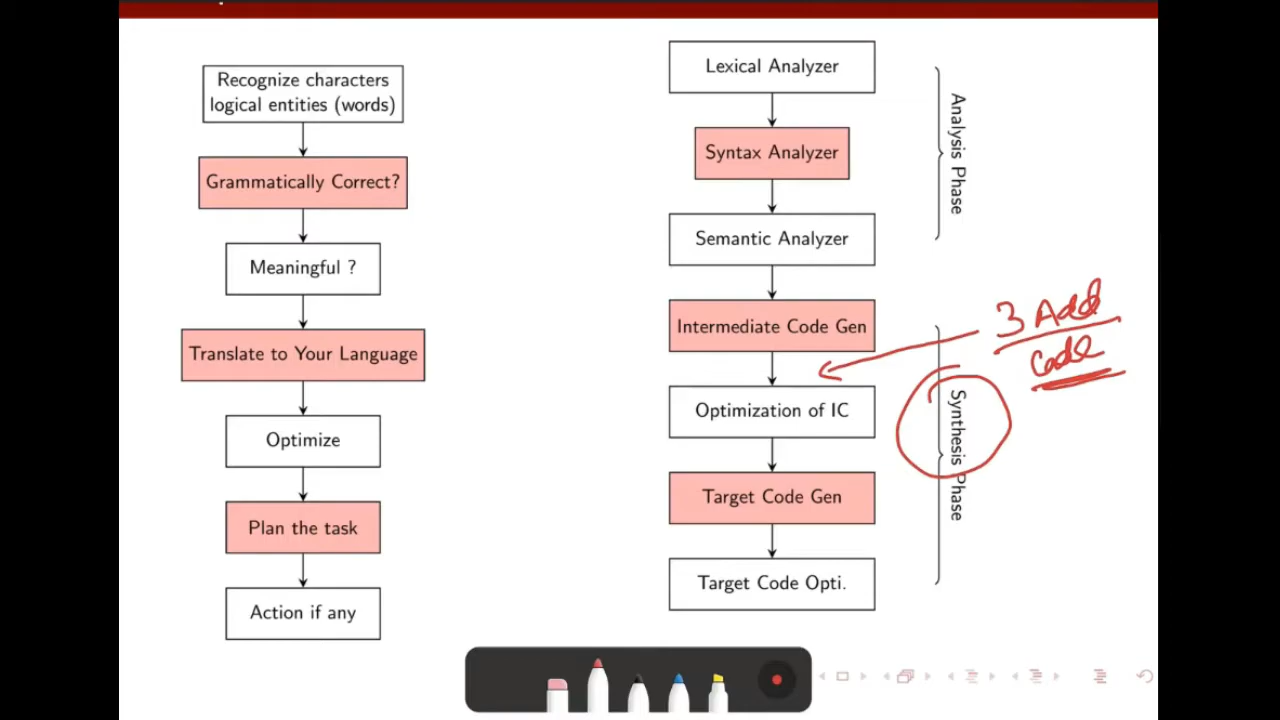 Recognize characters
logical entities (words)
Grammatically Correct?
Meaningful ?
Translate to Your Language
Optimize
Plan the task
Action if any
Lexical Analyzer
Syntax Analyzer
Semantic Analyzer
Intermediate Code Gen
Optimization of IC
Target Code Gen
Target Code Opti.
Analysis Phase
Synthesis Phase
3 Add
Code